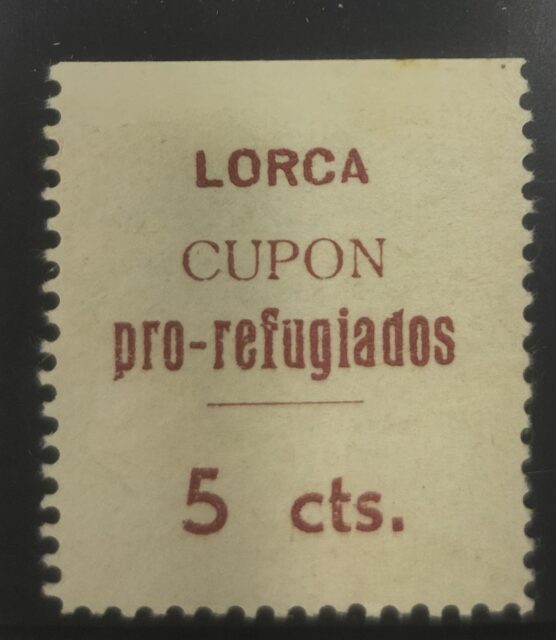 LORCA
CUPON
pro-refugiados
5 cts.